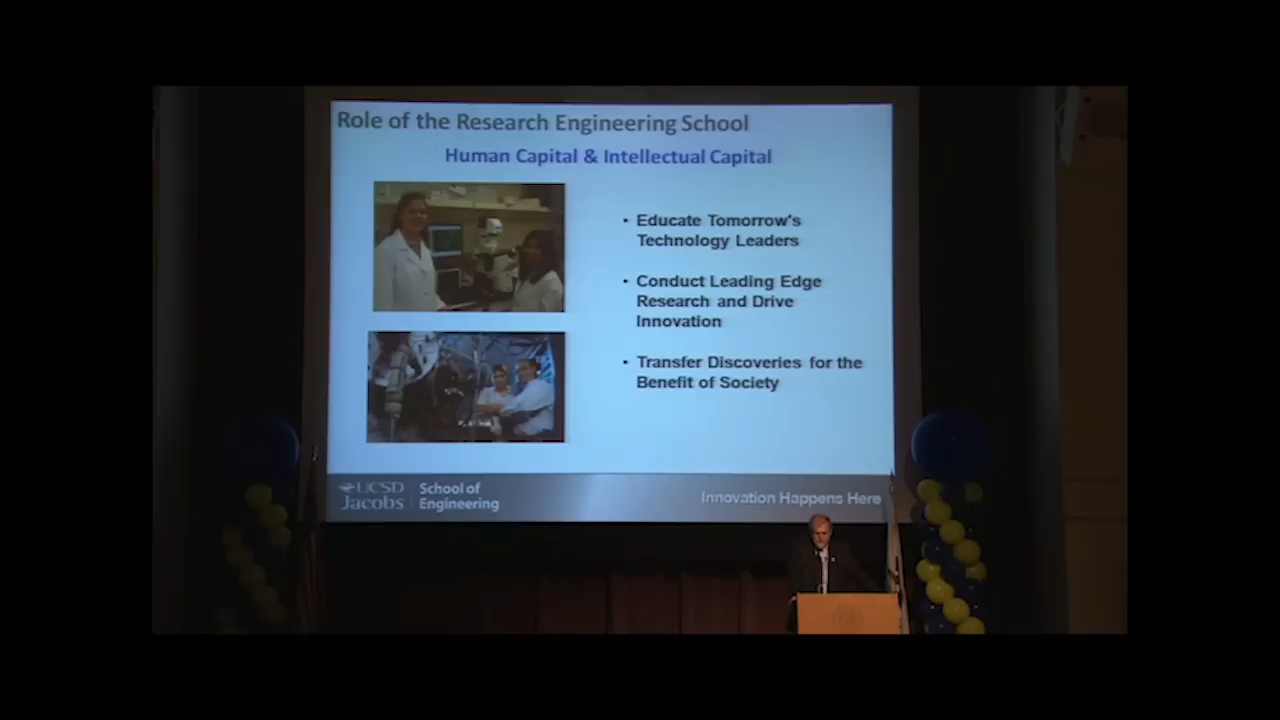 Role of the Research Engineering School
Human Capital & Intellectual Capital
• Educate Tomorrow's
Technology Leaders
• Conduct Leading Edge
Research and Drive
Innovation
• Transfer Discoveries for the
Benefit of Society
UCSD
Jacobs
School of
Engineering
Innovation Happens Here